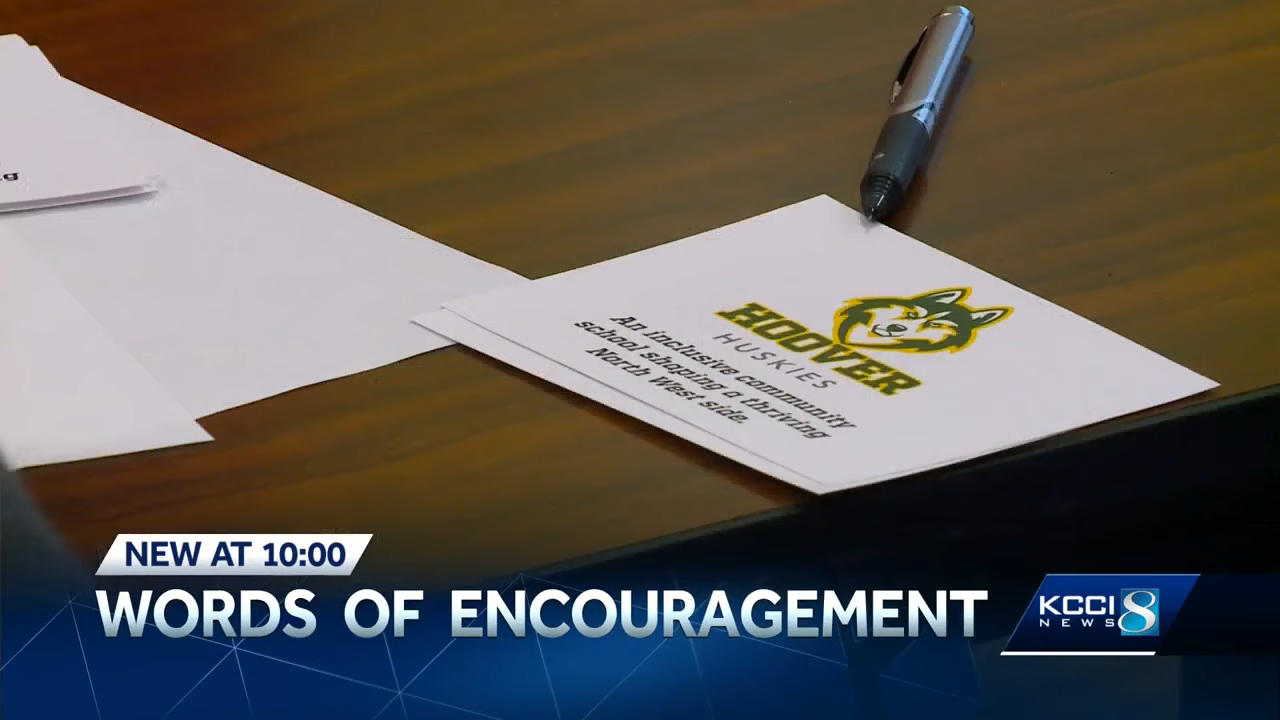 HOOVER
HUSKIES
An inclusive community
school shaping a thriving
North West side.
NEW AT 10:00
WORDS OF ENCOURAGEMENT
KCCI 8
NEWS